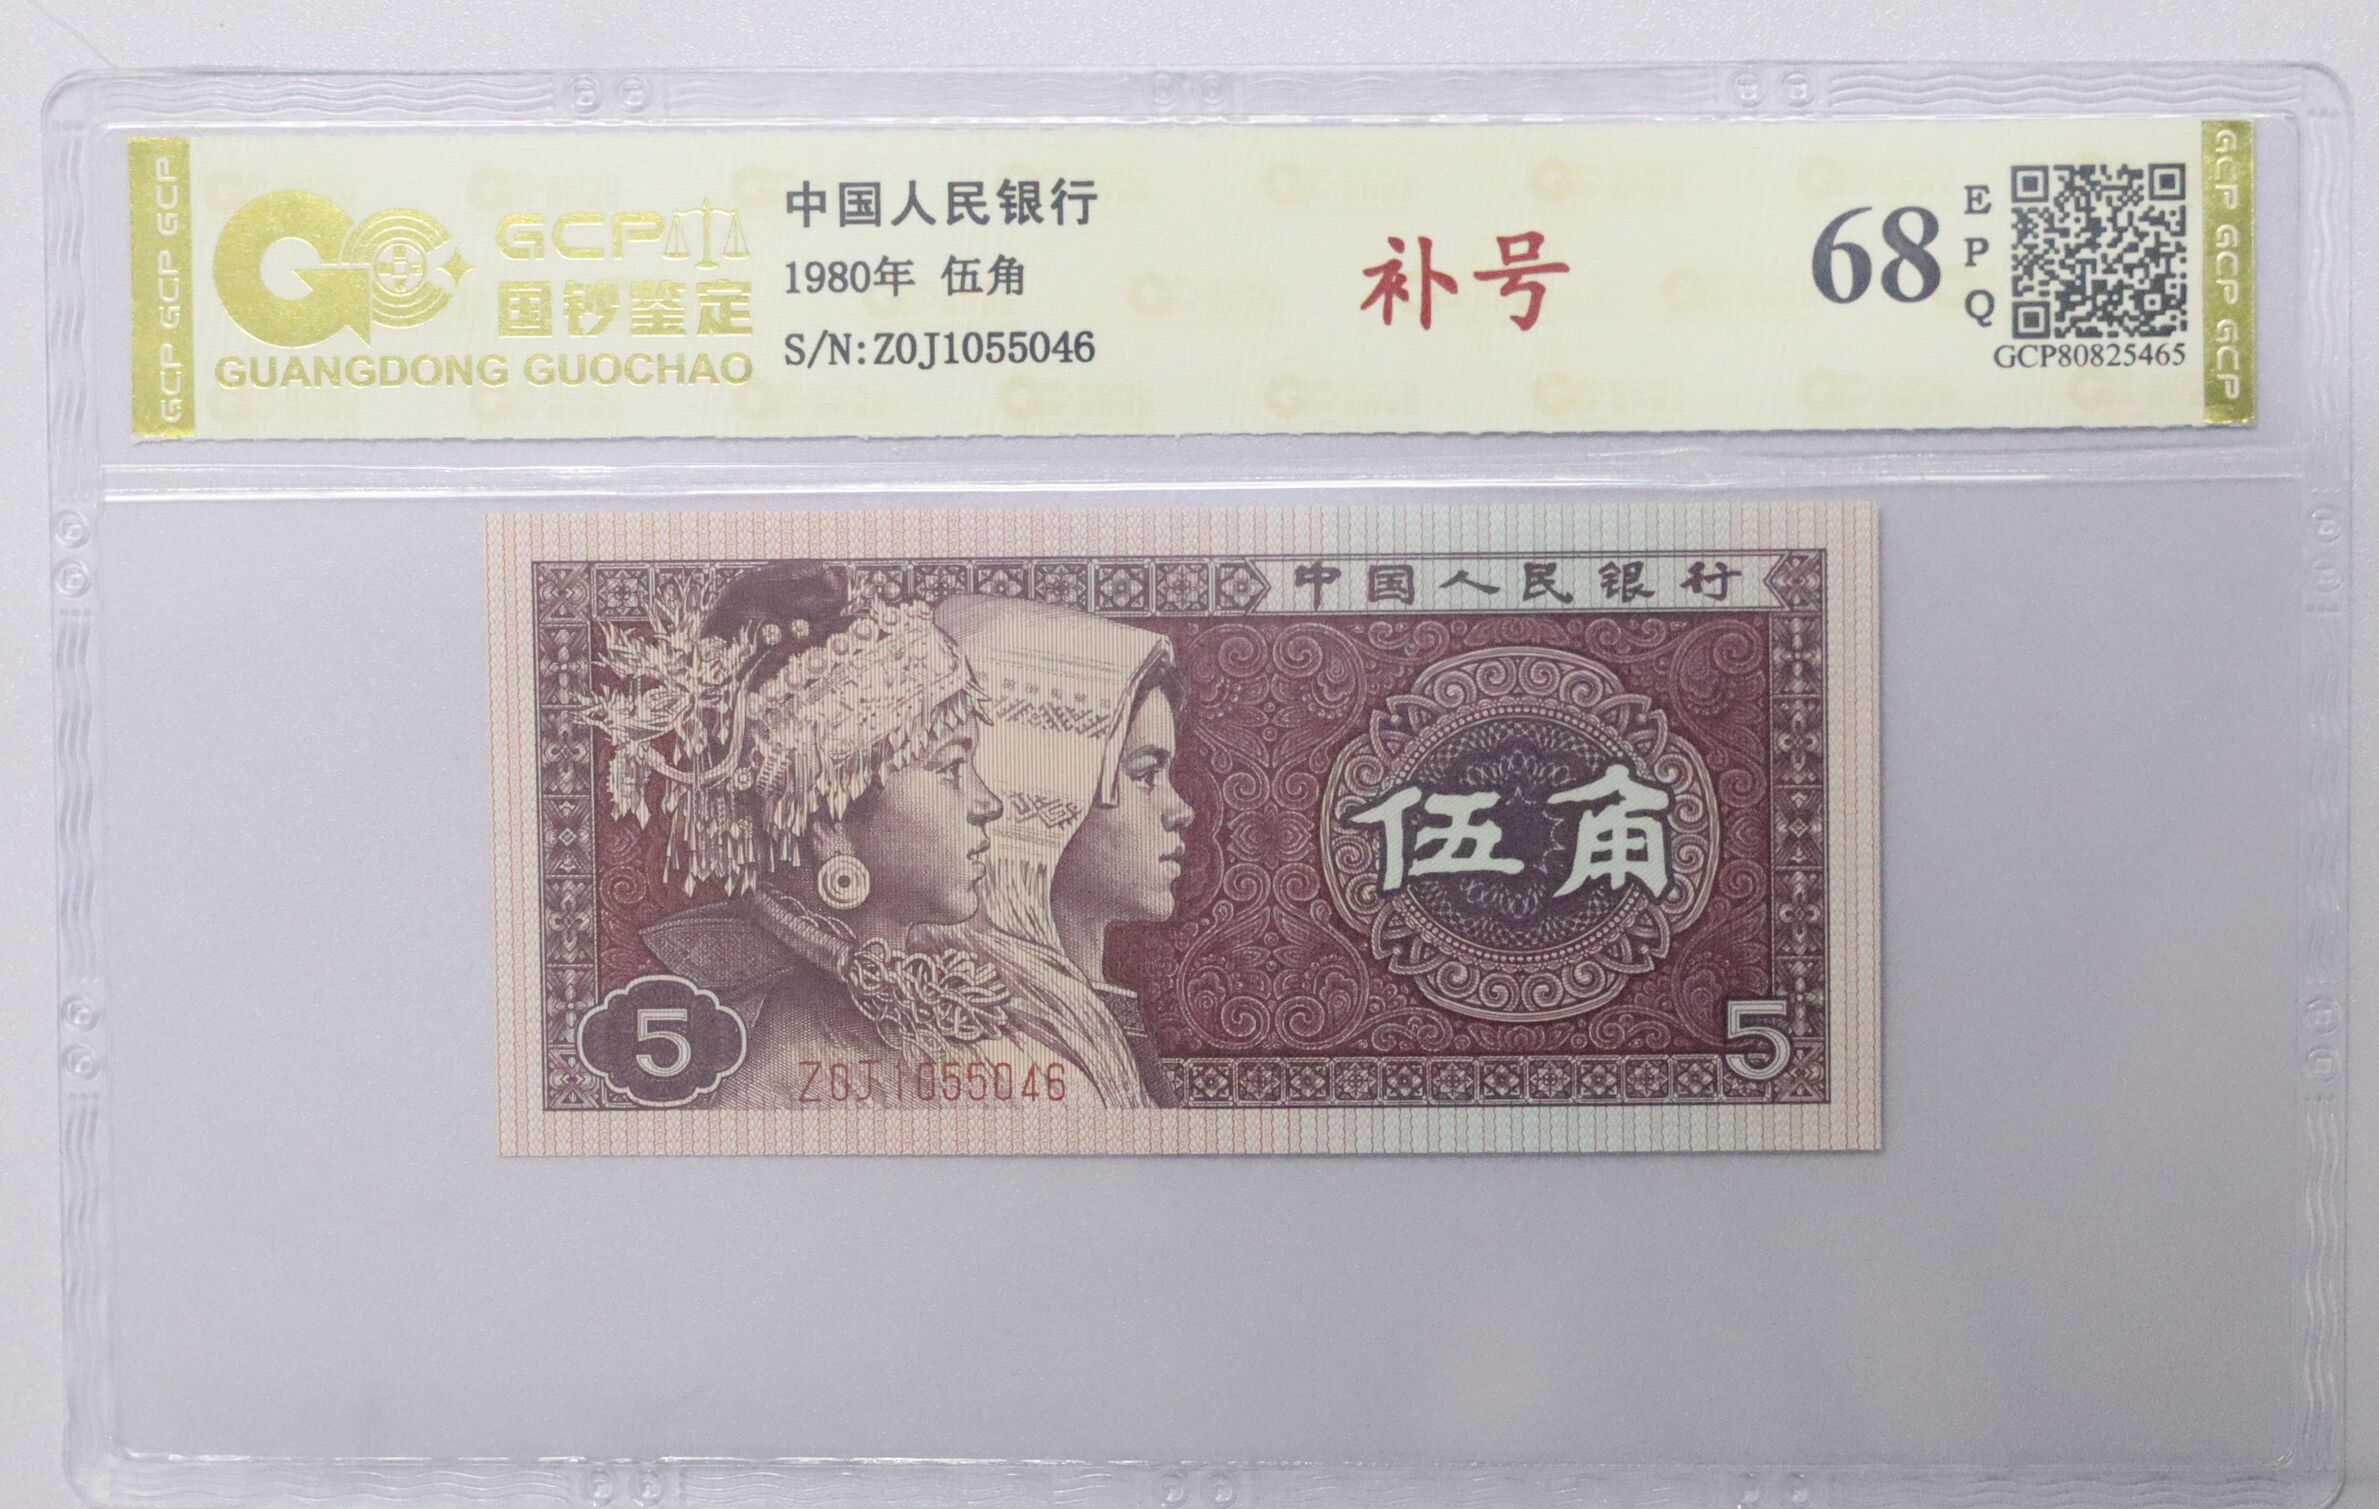 GCP GCP GCP
GCP
国钞鉴定
GUANGDONG GUOCHAO
中国人民银行
1980年 伍角
S/N:Z0J1055046
补号
68
EPQ
GCP80825465
GCP GCP GCP
中国人民银行
伍角
5
Z0J1055046
5